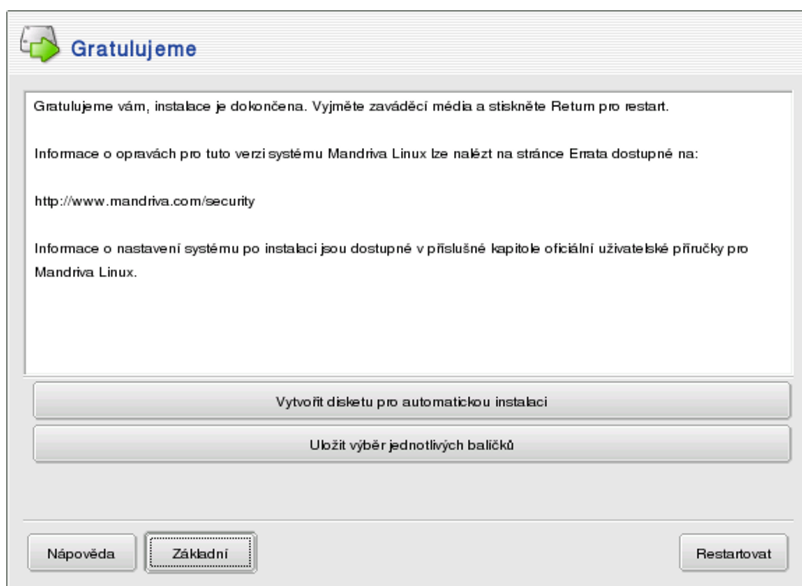 Gratulujeme
Gratulujeme vám, instalace je dokončena. Vyjměte zaváděcí média a stiskněte Return pro restart.
Informace o opravách pro tuto verzi systému Mandriva Linux lze nalézt na stránce Errata dostupné na:
http://www.mandriva.com/security
Informace o nastavení systému po instalaci jsou dostupné v příslušné kapitole oficiální uživatelské příručky pro
Mandriva Linux.
Vytvořit disketu pro automatickou instalaci
Uložit výběr jednotlivých balíčků
Nápověda
Základní
Restartovat